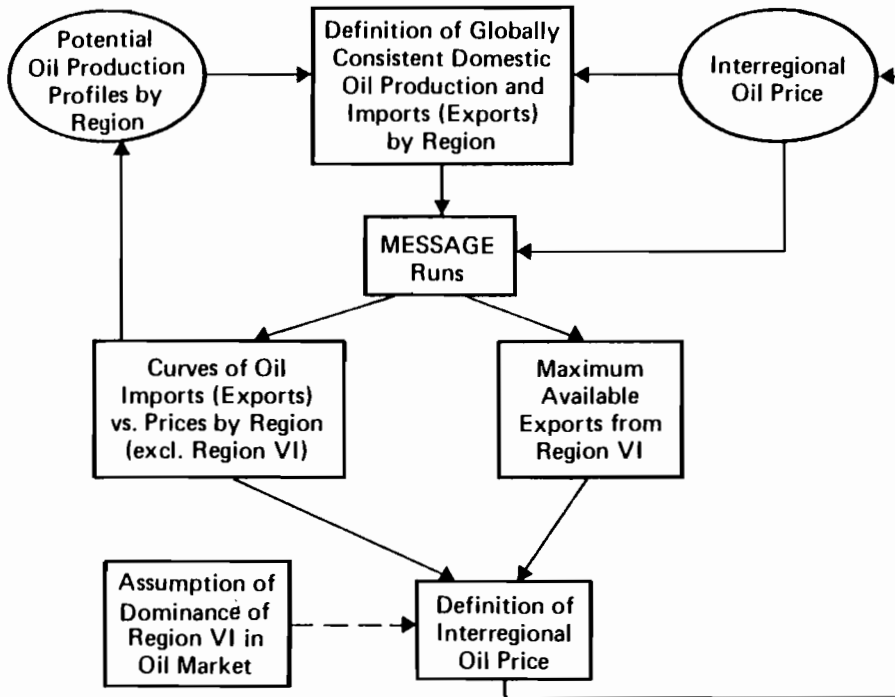 Potential
Oil Production
Profiles by
Region
Definition of Globally
Consistent Domestic
Oil Production and
Imports (Exports)
by Region
Interregional
Oil Price
MESSAGE
Runs
Curves of Oil
Imports (Exports)
vs. Prices by Region
(excl. Region VI)
Maximum
Available
Exports from
Region VI
Assumption of
Dominance of
Region VI in
Oil Market
Definition of
Interregional
Oil Price